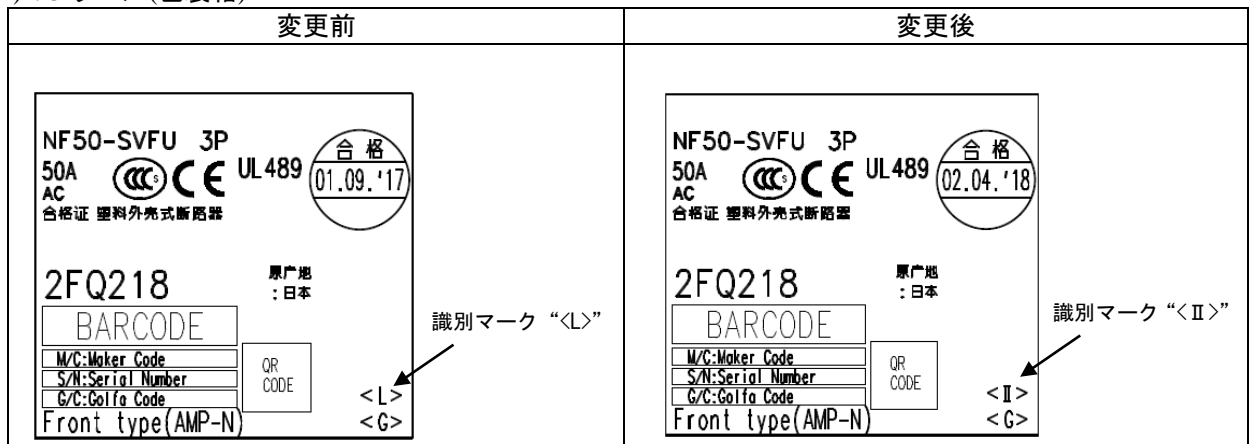 変更前
変更後
NF50-SVFU 3P
50A
AC
CCC S CE UL489
合格
01.09.'17
合格证 塑料外壳式断路器
2FQ218
原产地
:日本
BARCODE
M/C:Maker Code
S/N:Serial Number
G/C:Golfa Code
QR
CODE
<L>
Front type(AMP-N)
<G>
識別マーク “<L>”
NF50-SVFU 3P
50A
AC
CCC S CE UL489
合格
02.04.'18
合格证 塑料外壳式断路器
2FQ218
原产地
:日本
BARCODE
M/C:Maker Code
S/N:Serial Number
G/C:Golfa Code
QR
CODE
<Ⅱ>
Front type(AMP-N)
<G>
識別マーク “<Ⅱ>”